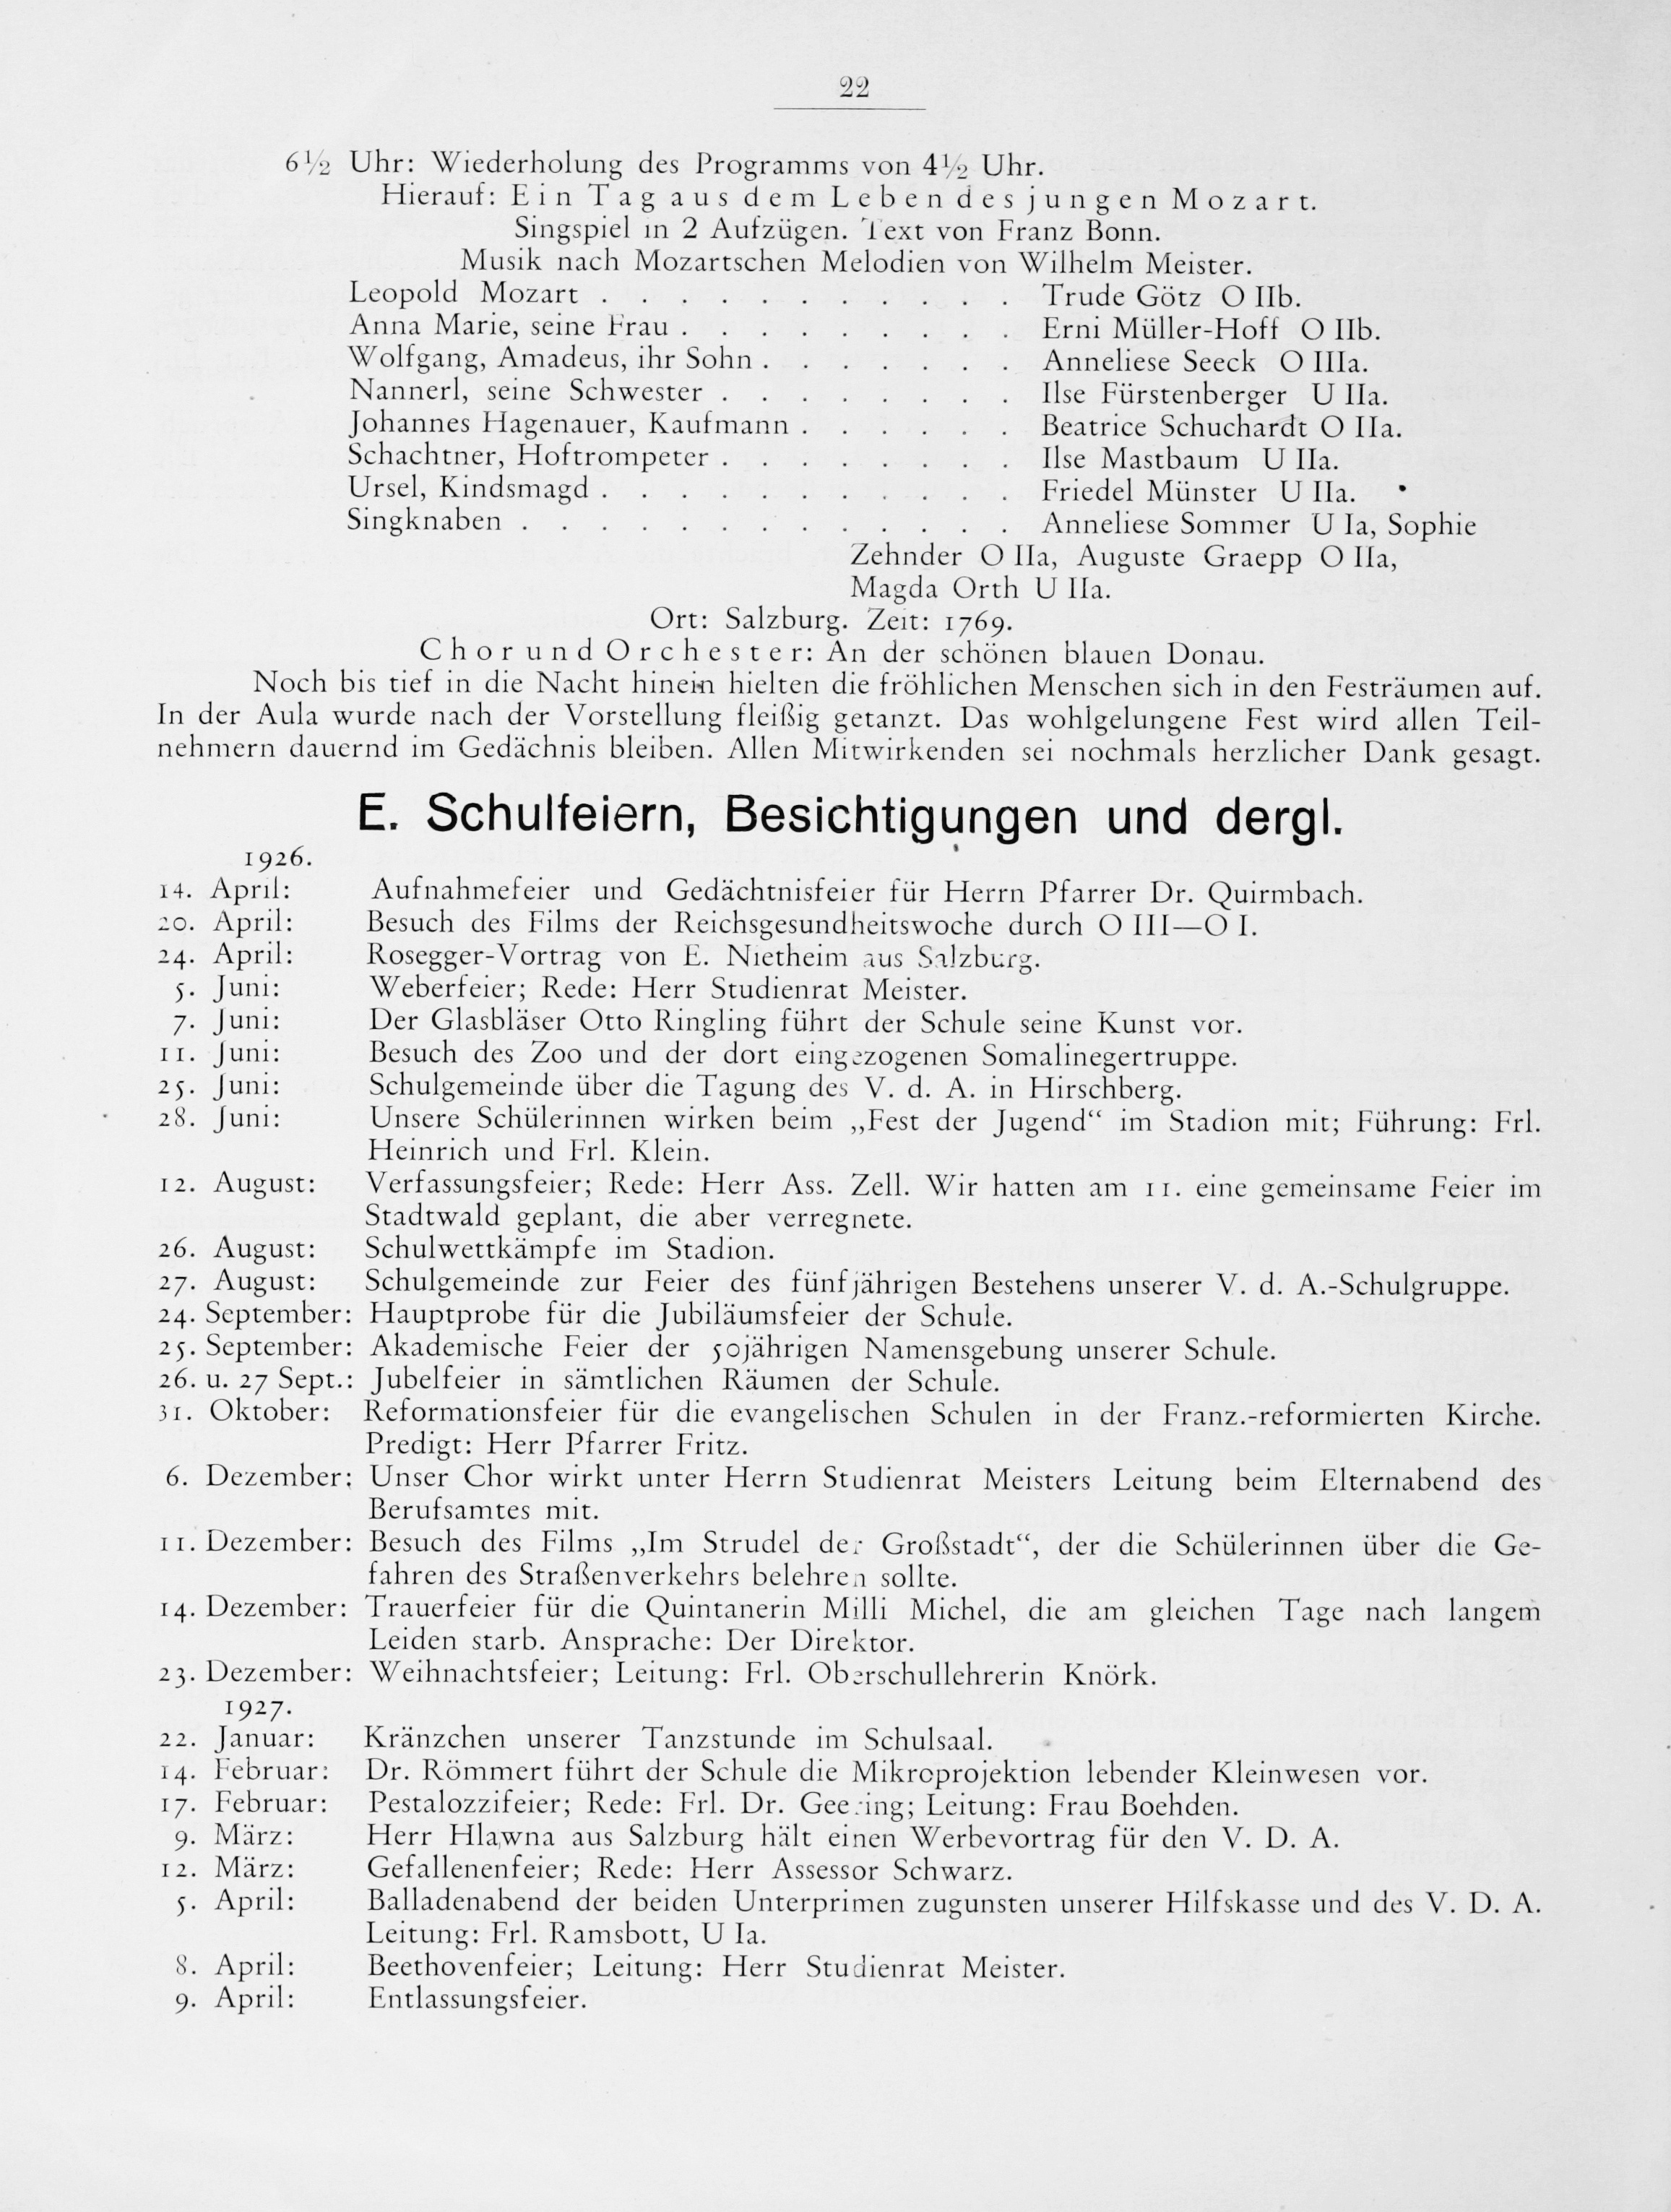 22
6½ Uhr: Wiederholung des Programms von 4½ Uhr.
Hierauf: Ein Tag aus dem Leben des jungen Mozart.
Singspiel in 2 Aufzügen. Text von Franz Bonn.
Musik nach Mozartschen Melodien von Wilhelm Meister.
Leopold Mozart . . . . . . . . . . . Trude Götz O IIb.
Anna Marie, seine Frau . . . . . . . . . Erni Müller-Hoff O IIb.
Wolfgang, Amadeus, ihr Sohn . . . . . . . Anneliese Seeck O IIIa.
Nannerl, seine Schwester . . . . . . . . Ilse Fürstenberger U IIa.
Johannes Hagenauer, Kaufmann . . . . . . Beatrice Schuchardt O IIa.
Schachtner, Hoftrompeter . . . . . . . . Ilse Mastbaum U IIa.
Ursel, Kindsmagd . . . . . . . . . . . Friedel Münster U IIa.
Singknaben . . . . . . . . . . . . . Anneliese Sommer U Ia, Sophie
Zehnder O IIa, Auguste Graepp O IIa,
Magda Orth U IIa.
Ort: Salzburg. Zeit: 1769.
Chor und Orchester: An der schönen blauen Donau.
Noch bis tief in die Nacht hinein hielten die fröhlichen Menschen sich in den Festräumen auf.
In der Aula wurde nach der Vorstellung fleißig getanzt. Das wohlgelungene Fest wird allen Teil-
nehmern dauernd im Gedächnis bleiben. Allen Mitwirkenden sei nochmals herzlicher Dank gesagt.
E. Schulfeiern, Besichtigungen und dergl.
1926.
14. April: Aufnahmefeier und Gedächtnisfeier für Herrn Pfarrer Dr. Quirmbach.
20. April: Besuch des Films der Reichsgesundheitswoche durch O III—O I.
24. April: Rosegger-Vortrag von E. Nietheim aus Salzburg.
5. Juni: Weberfeier; Rede: Herr Studienrat Meister.
7. Juni: Der Glasbläser Otto Ringling führt der Schule seine Kunst vor.
11. Juni: Besuch des Zoo und der dort eingezogenen Somalinegertruppe.
25. Juni: Schulgemeinde über die Tagung des V. d. A. in Hirschberg.
28. Juni: Unsere Schülerinnen wirken beim „Fest der Jugend“ im Stadion mit; Führung: Frl.
Heinrich und Frl. Klein.
12. August: Verfassungsfeier; Rede: Herr Ass. Zell. Wir hatten am 11. eine gemeinsame Feier im
Stadtwald geplant, die aber verregnete.
26. August: Schulwettkämpfe im Stadion.
27. August: Schulgemeinde zur Feier des fünfjährigen Bestehens unserer V. d. A.-Schulgruppe.
24. September: Hauptprobe für die Jubiläumsfeier der Schule.
25. September: Akademische Feier der 50jährigen Namensgebung unserer Schule.
26. u. 27 Sept.: Jubelfeier in sämtlichen Räumen der Schule.
31. Oktober: Reformationsfeier für die evangelischen Schulen in der Franz.-reformierten Kirche.
Predigt: Herr Pfarrer Fritz.
6. Dezember: Unser Chor wirkt unter Herrn Studienrat Meisters Leitung beim Elternabend des
Berufsamtes mit.
11. Dezember: Besuch des Films „Im Strudel der Großstadt“, der die Schülerinnen über die Ge-
fahren des Straßenverkehrs belehren sollte.
14. Dezember: Trauerfeier für die Quintanerin Milli Michel, die am gleichen Tage nach langem
Leiden starb. Ansprache: Der Direktor.
23. Dezember: Weihnachtsfeier; Leitung: Frl. Oberschullehrerin Knörk.
1927.
22. Januar: Kränzchen unserer Tanzstunde im Schulsaal.
14. Februar: Dr. Römmert führt der Schule die Mikroprojektion lebender Kleinwesen vor.
17. Februar: Pestalozzifeier; Rede: Frl. Dr. Geering; Leitung: Frau Boehden.
9. März: Herr Hlawna aus Salzburg hält einen Werbevortrag für den V. D. A.
12. März: Gefallenenfeier; Rede: Herr Assessor Schwarz.
5. April: Balladenabend der beiden Unterprimen zugunsten unserer Hilfskasse und des V. D. A.
Leitung: Frl. Ramsbott, U Ia.
8. April: Beethovenfeier; Leitung: Herr Studienrat Meister.
9. April: Entlassungsfeier.